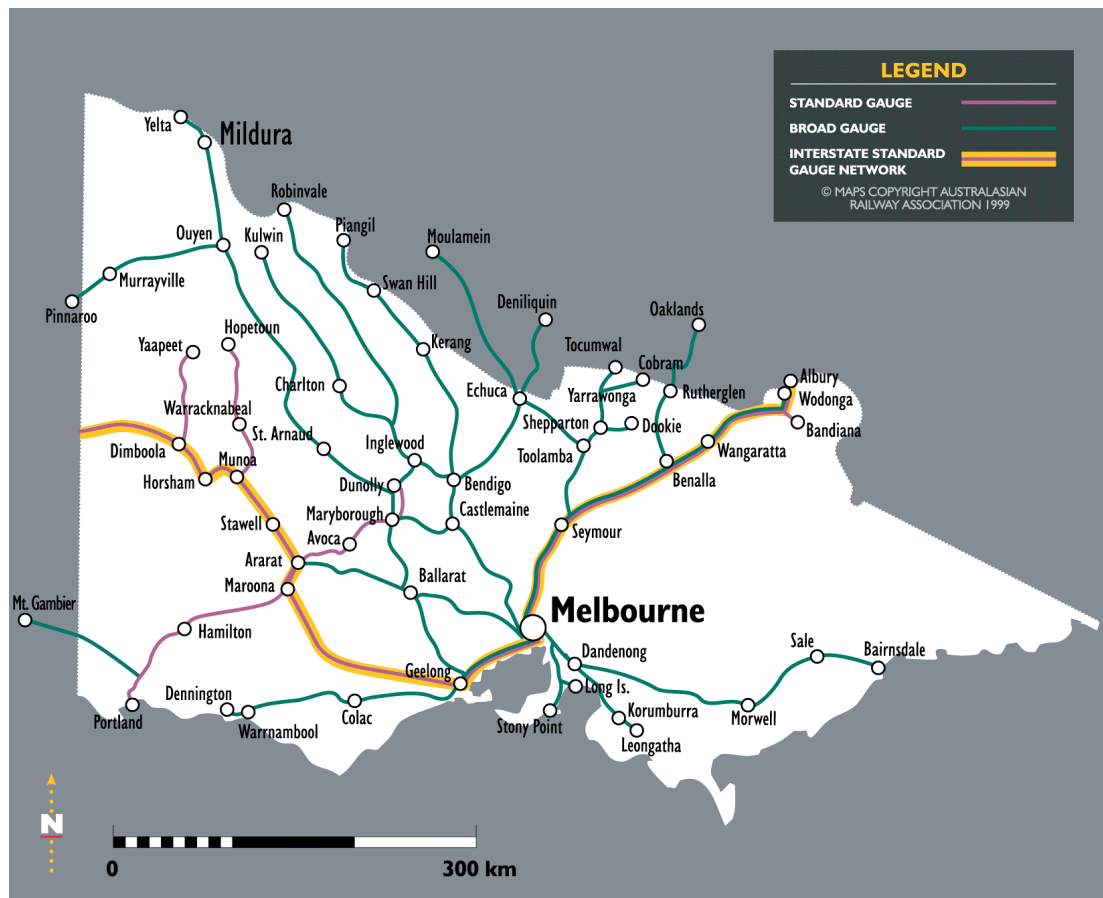 LEGEND
STANDARD GAUGE
BROAD GAUGE
INTERSTATE STANDARD
GAUGE NETWORK
© MAPS COPYRIGHT AUSTRALASIAN
RAILWAY ASSOCIATION 1999
Yelta
Mildura
Robinvale
Piangil
Ouyen
Kulwin
Moulamein
Murrayville
Swan Hill
Pinnaroo
Deniliquin
Oaklands
Hopetoun
Yaapeet
Kerang
Tocumwal
Cobram
Albury
Charlton
Echuca
Yarrawonga
Rutherglen
Wodonga
Warracknabeal
Shepparton
Dookie
Bandiana
St. Arnaud
Inglewood
Toolamba
Wangaratta
Dimboola
Munoa
Horsham
Dunolly
Bendigo
Benalla
Castlemaine
Maryborough
Stawell
Avoca
Seymour
Ararat
Ballarat
Maroona
Mt. Gambier
Melbourne
Hamilton
Sale
Bairnsdale
Dandenong
Geelong
Long Is.
Dennington
Portland
Colac
Warrnambool
Stony Point
Korumburra
Morwell
Leongatha
N
0
300 km